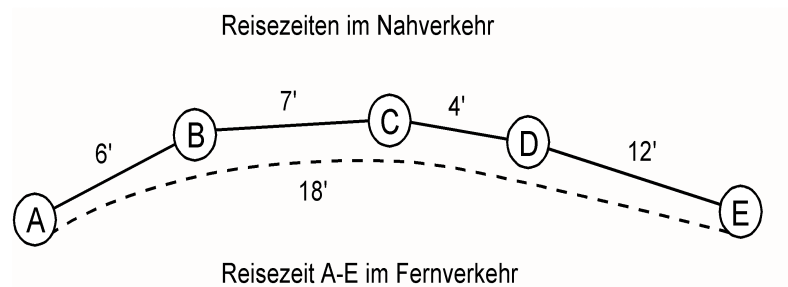 Reisezeiten im Nahverkehr
7'
4'
C
B
6'
D
12'
18'
A
E
Reisezeit A-E im Fernverkehr